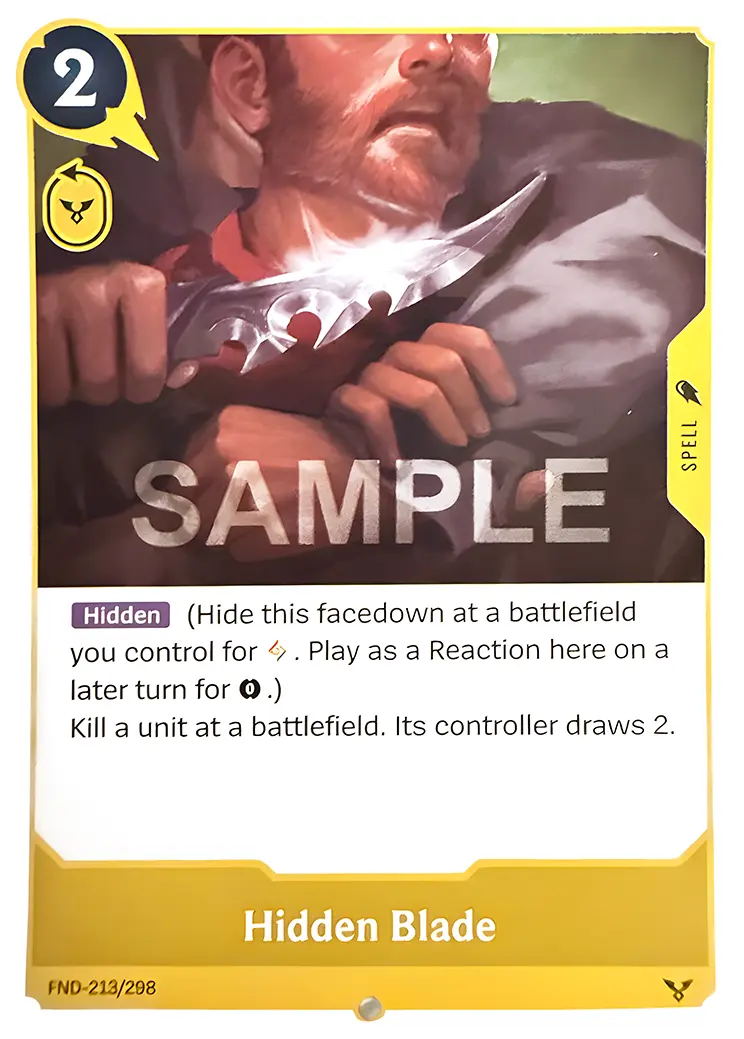 2
SPELL
SAMPLE
Hidden (Hide this facedown at a battlefield
you control for . Play as a Reaction here on a
later turn for 0 .)
Kill a unit at a battlefield. Its controller draws 2.
Hidden Blade
FND-213/298